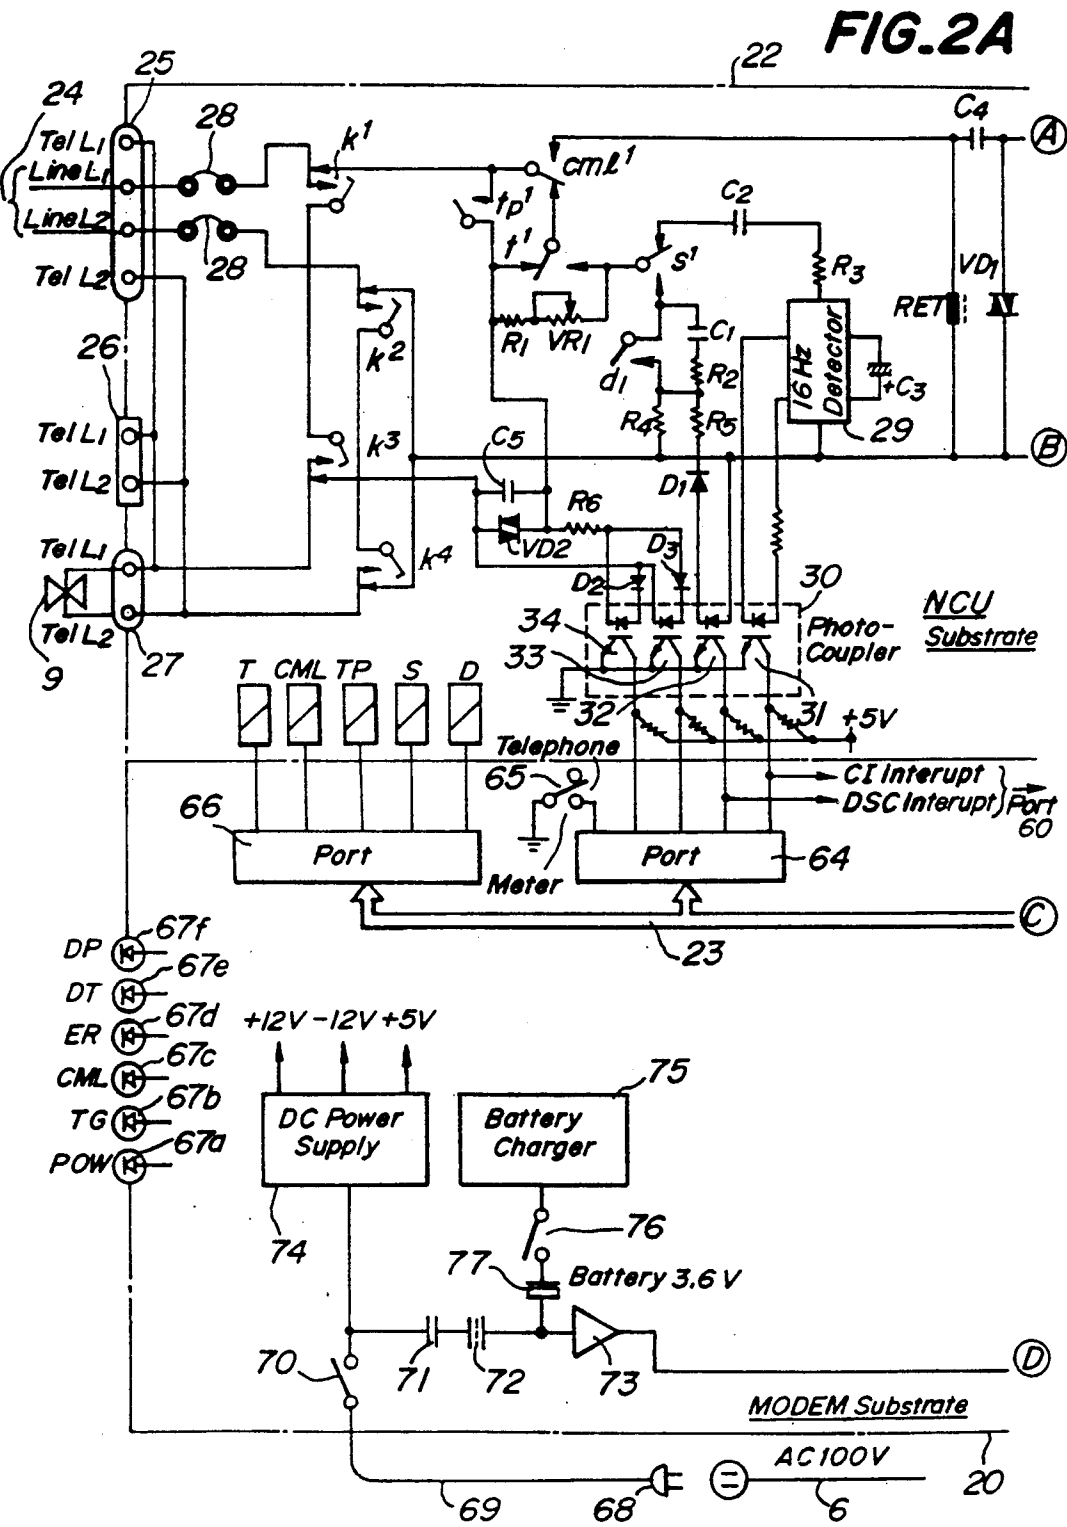 FIG.2A
22
25
24
Tel L1
Line L1
Line L2
Tel L2
28
28
k1
cml1
tp1
t1
s1
C4
A
C2
R3
VD1
RET
R1
VR1
d1
C1
R2
16Hz Detector
+C3
29
k2
26
Tel L1
Tel L2
k3
C5
R4
R5
B
D1
R6
VD2
D3
D2
Tel L1
Tel L2
9
27
k4
30
34
33
32
31
Photo-
Coupler
NCU
Substrate
T CML TP S D
+5V
Telephone
65
CI Interupt
DSC Interupt
Port
60
66
Port
Port
64
Meter
23
C
DP 67f
DT 67e
ER 67d
CML 67c
TG 67b
POW 67a
+12V -12V +5V
DC Power
Supply
74
75
Battery
Charger
76
77
Battery 3.6 V
70
71
72
73
D
MODEM Substrate
20
69
68
AC100V
6